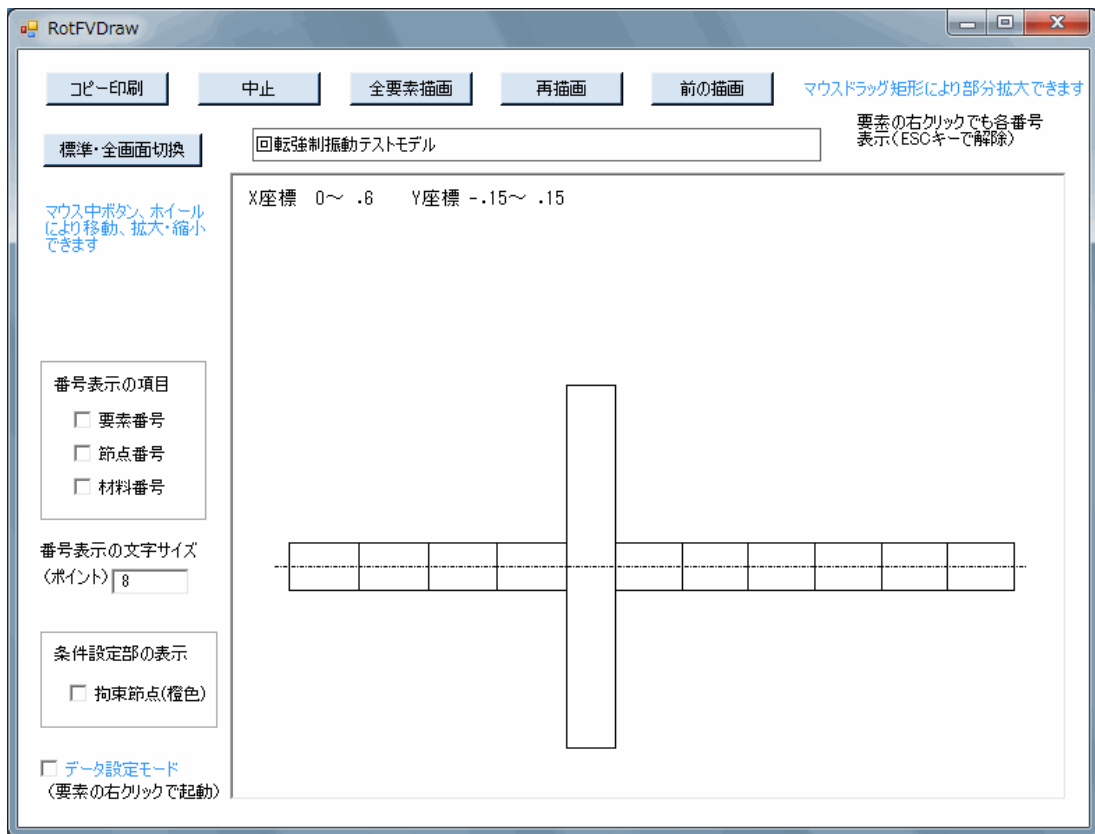 RotFVDraw
コピー印刷
中止
全要素描画
再描画
前の描画
マウスドラッグ矩形により部分拡大できます
標準・全画面切換
回転強制振動テストモデル
要素の右クリックでも各番号
表示(ESCキーで解除)
マウス中ボタン、ホイール
により移動、拡大・縮小
できます
X座標 0～ .6 Y座標 -.15～ .15
番号表示の項目
要素番号
節点番号
材料番号
番号表示の文字サイズ
(ポイント) 8
条件設定部の表示
拘束節点(橙色)
データ設定モード
(要素の右クリックで起動)